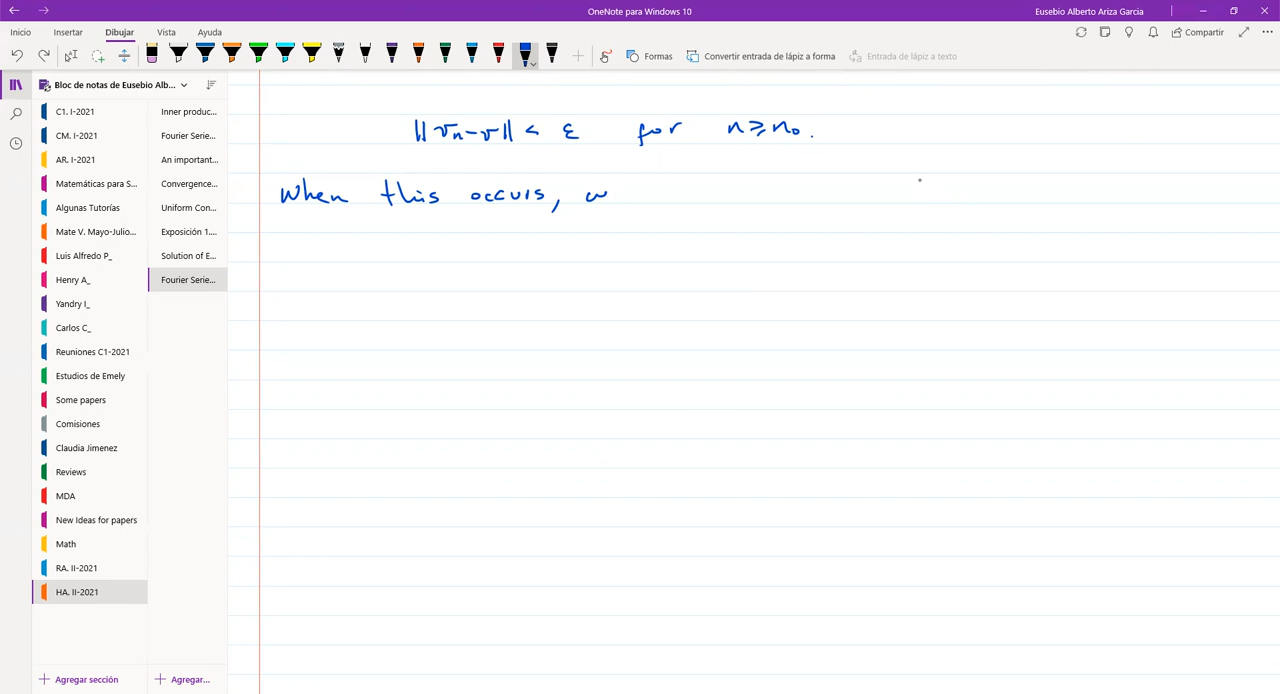 OneNote para Windows 10
Eusebio Alberto Ariza Garcia
Inicio Insertar Dibujar Vista Ayuda
Compartir
Formas
Convertir entrada de lápiz a forma
Entrada de lápiz a texto
Bloc de notas de Eusebio Alb...
C1. I-2021
CM. I-2021
AR. I-2021
Matemáticas para S...
Algunas Tutorías
Mate V. Mayo-Julio...
Luis Alfredo P_
Henry A_
Yandry I_
Carlos C_
Reuniones C1-2021
Estudios de Emely
Some papers
Comisiones
Claudia Jimenez
Reviews
MDA
New Ideas for papers
Math
RA. II-2021
HA. II-2021
Agregar sección
Inner produc...
Fourier Serie...
An important...
Convergence...
Uniform Con...
Exposición 1....
Solution of E...
Fourier Serie...
Agregar...
||v_n - v|| < ε for n ≥ n_0.
When this occurs, w